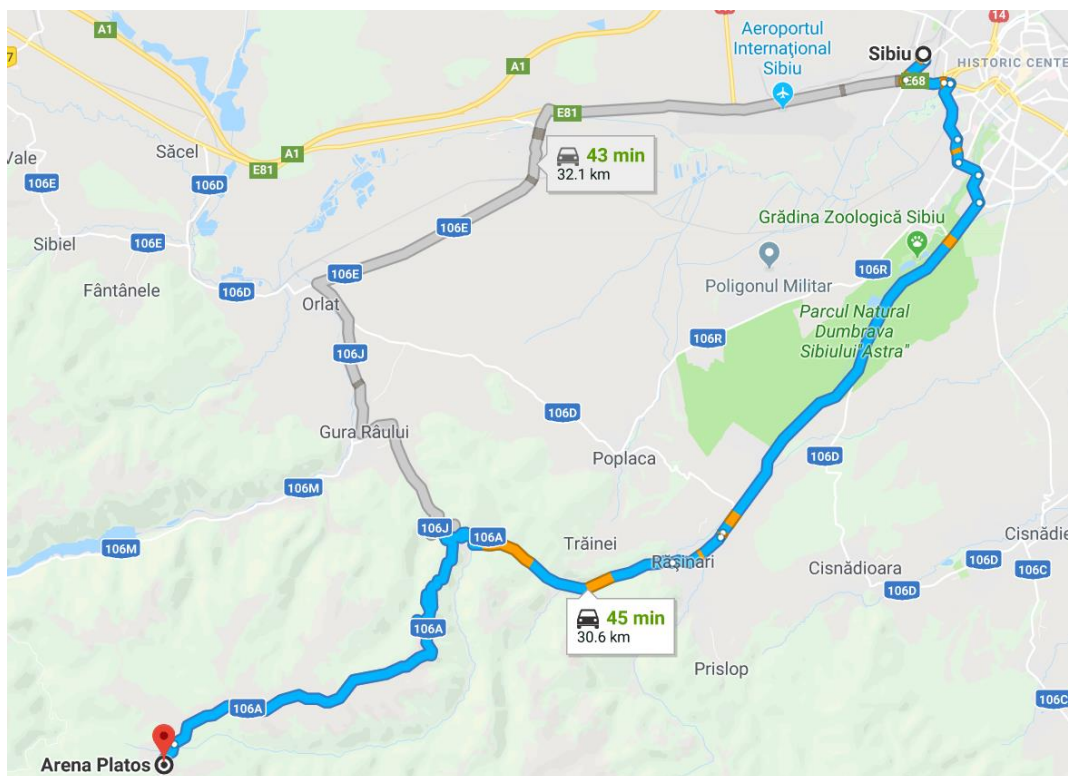 A1
14
Aeroportul
Internaţional
Sibiu
Sibiu
HISTORIC CENTE
7
A1
E68
E81
Vale
Săcel
A1
E81
43 min
32.1 km
106E
106D
Grădina Zoologică Sibiu
106E
Sibiel
106E
106E
106R
Fântânele
106D
Orlat
Poligonul Militar
Parcul Natural
Dumbrava
Sibiului"Astra"
106R
106J
106D
Gura Râului
Poplaca
106D
106M
106J
106A
Cisnădie
106M
Trăinei
Răşinari
Cisnădioara
106D
106C
106D
45 min
30.6 km
106A
Prislop
106A
106C
Arena Platos